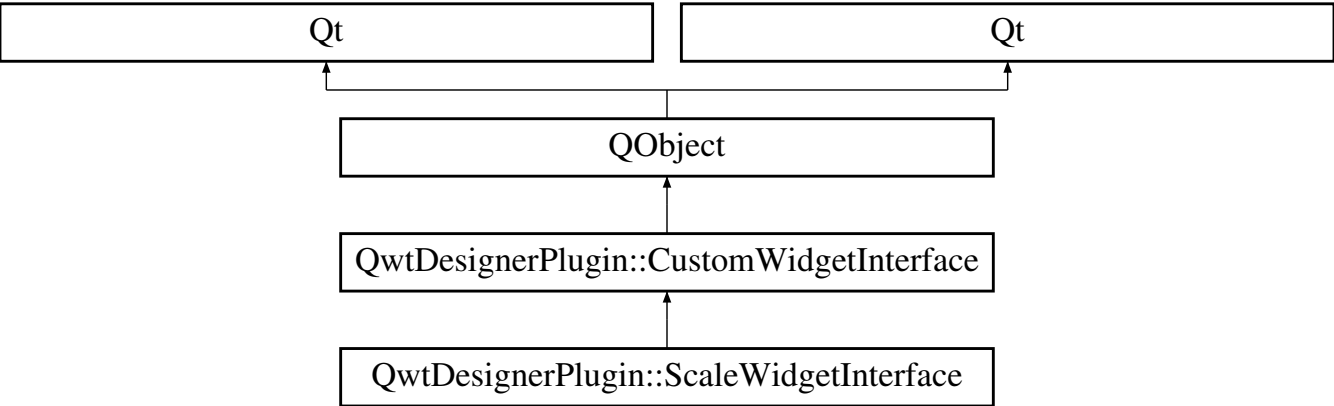 Qt Qt
QObject
QwtDesignerPlugin::CustomWidgetInterface
QwtDesignerPlugin::ScaleWidgetInterface